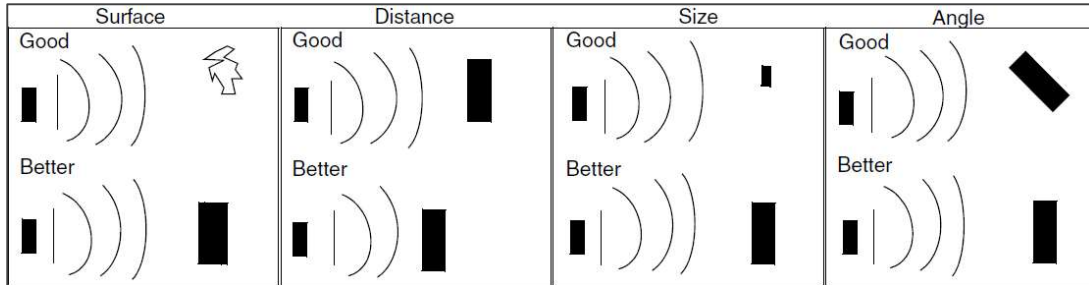 Surface
Distance
Size
Angle
Good
Good
Good
Good
Better
Better
Better
Better